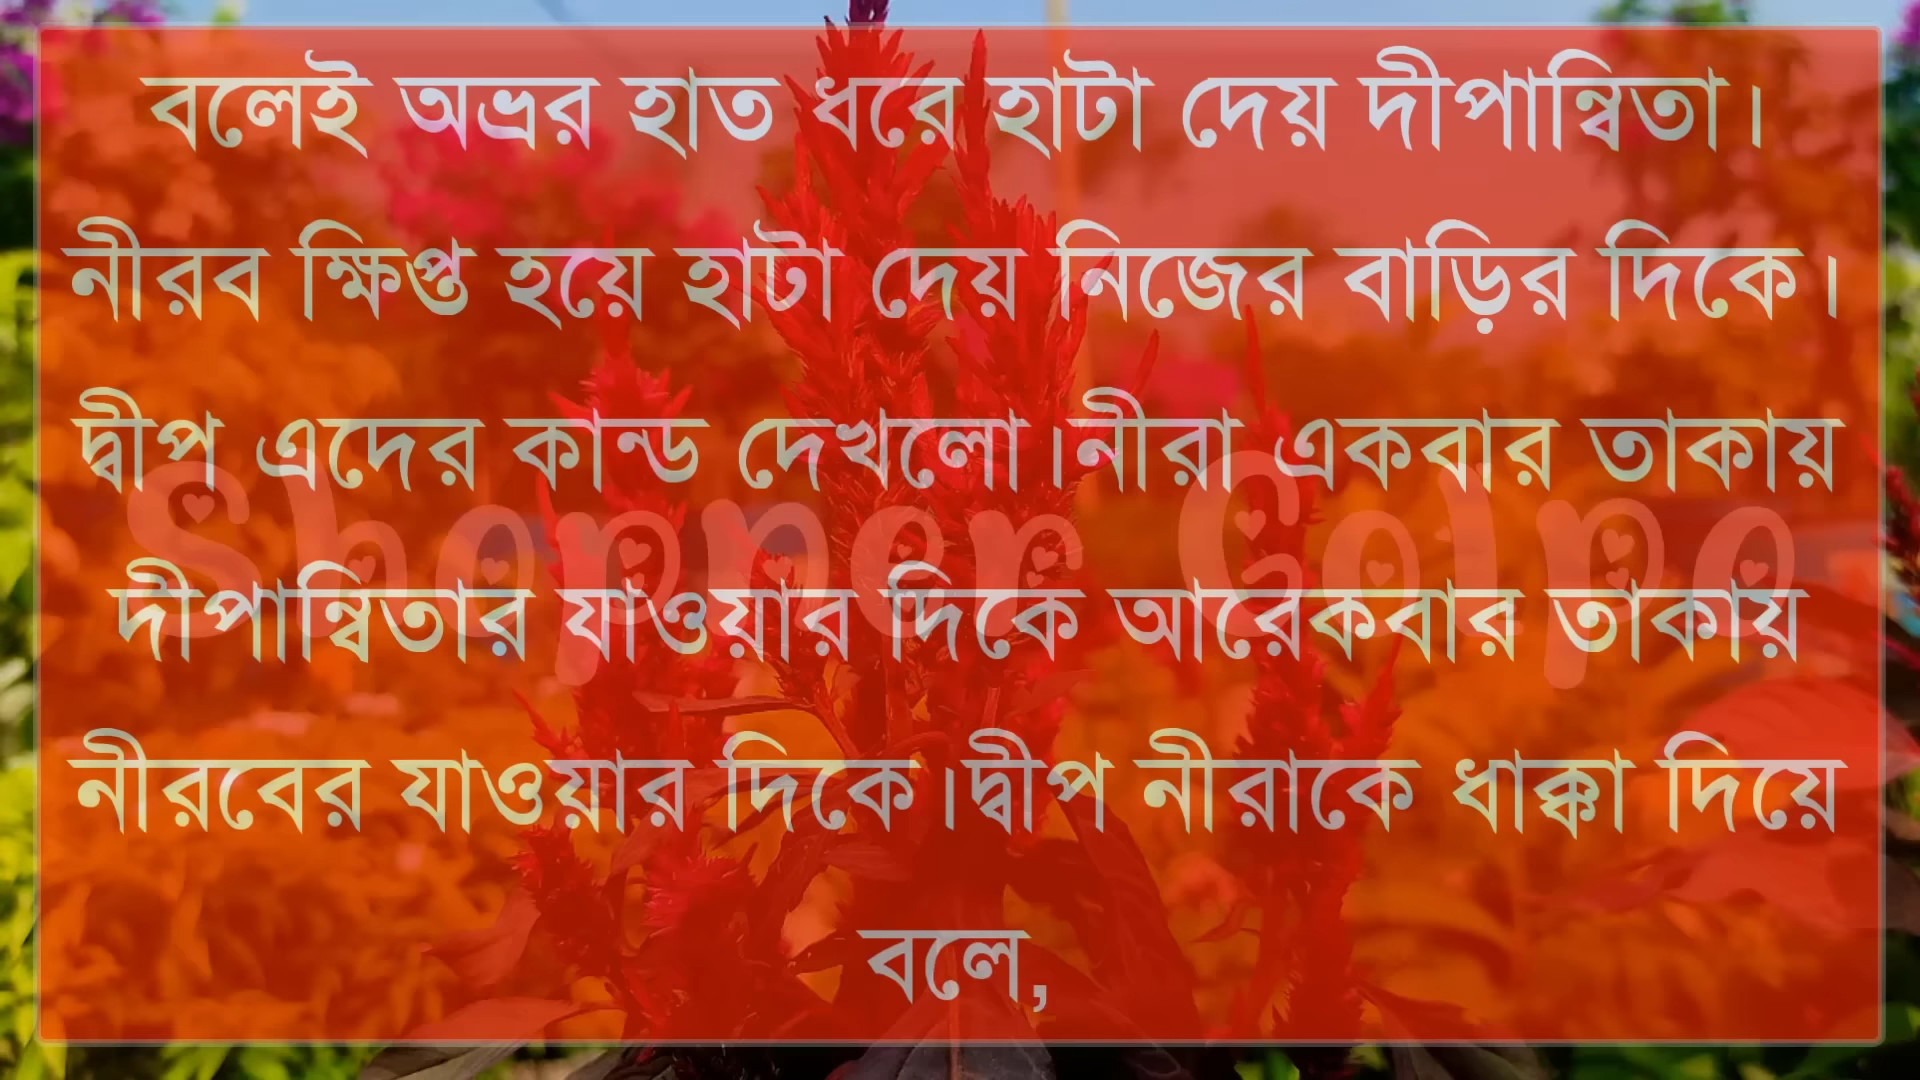 বলেই অভ্রর হাত ধরে হাটা দেয় দীপান্বিতা।
নীরব ক্ষিপ্ত হয়ে হাটা দেয় নিজের বাড়ির দিকে।
দ্বীপ এদের কান্ড দেখলো।নীরা একবার তাকায়
Shopner Golpo
দীপান্বিতার যাওয়ার দিকে আরেকবার তাকায়
নীরবের যাওয়ার দিকে।দ্বীপ নীরাকে ধাক্কা দিয়ে
বলে,